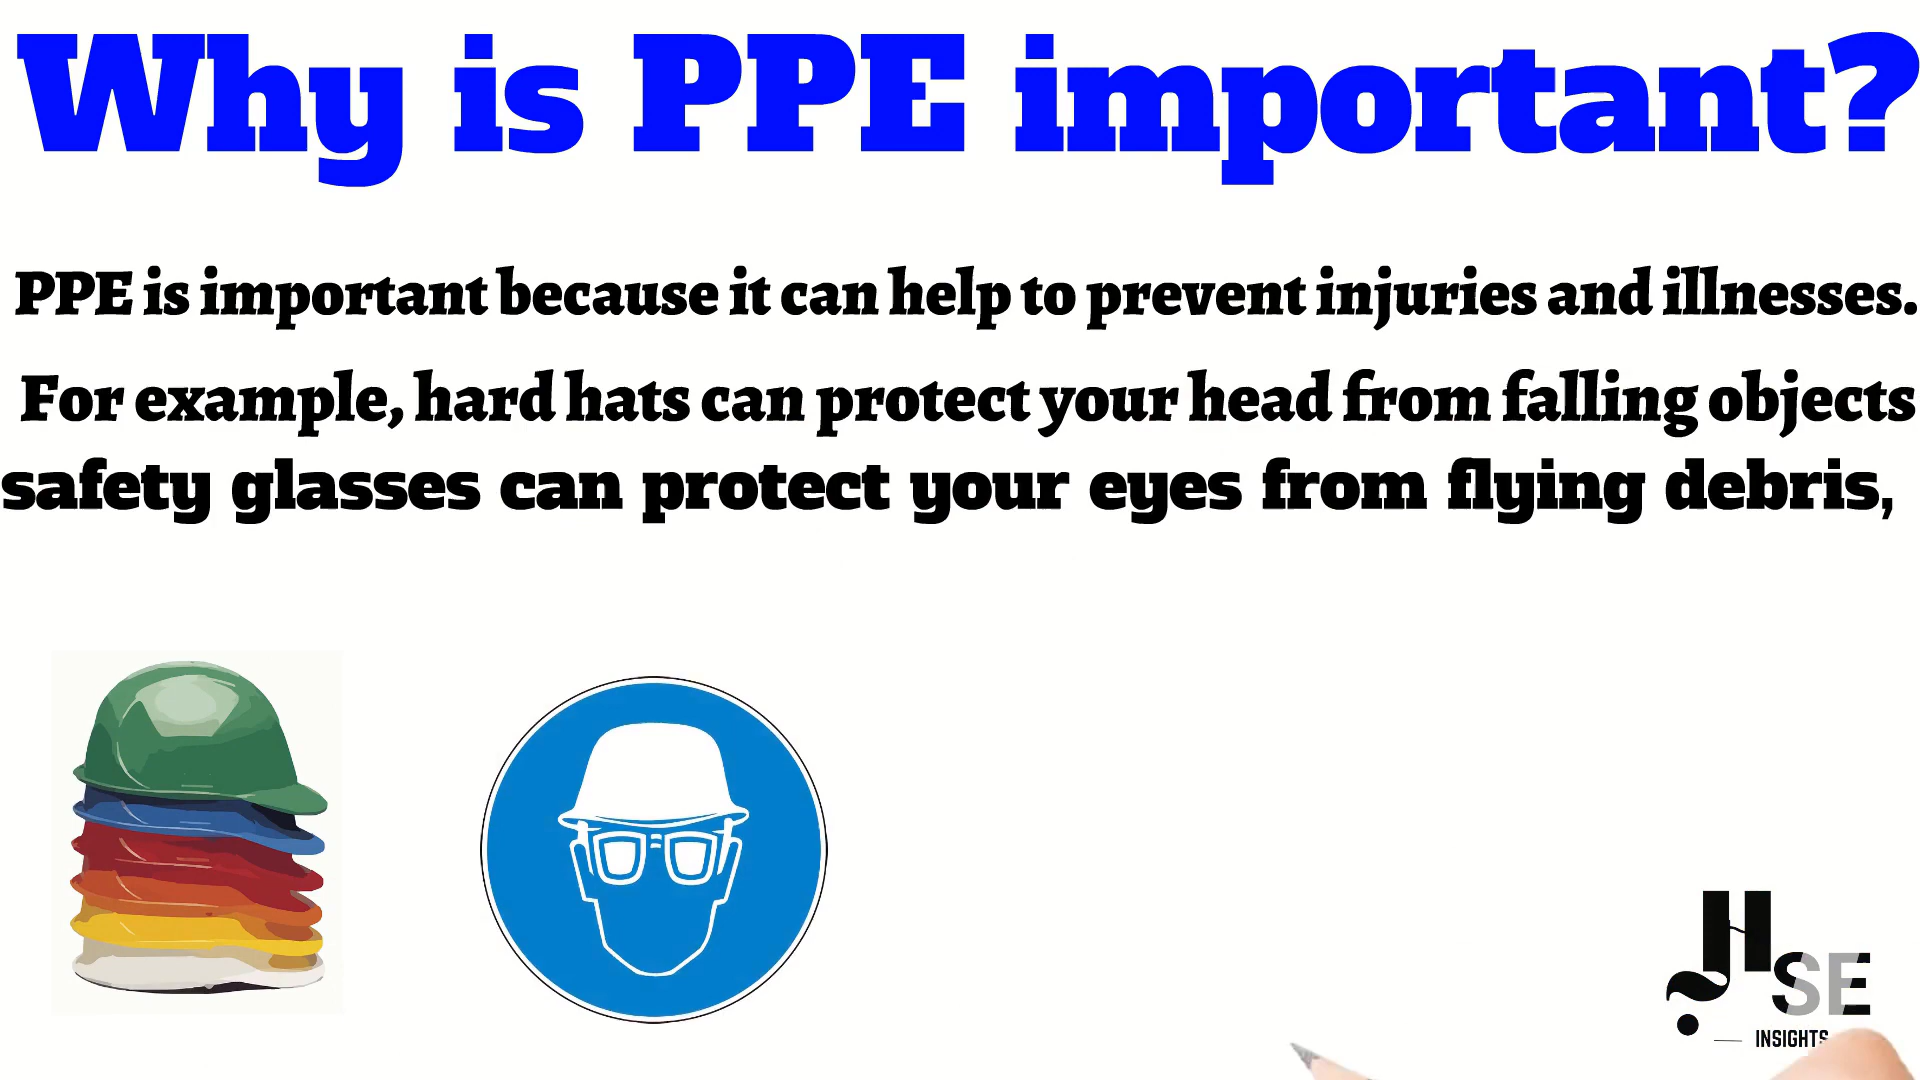 Why is PPE important?
PPE is important because it can help to prevent injuries and illnesses.
For example, hard hats can protect your head from falling objects
safety glasses can protect your eyes from flying debris,
HSE
INSIGHTS